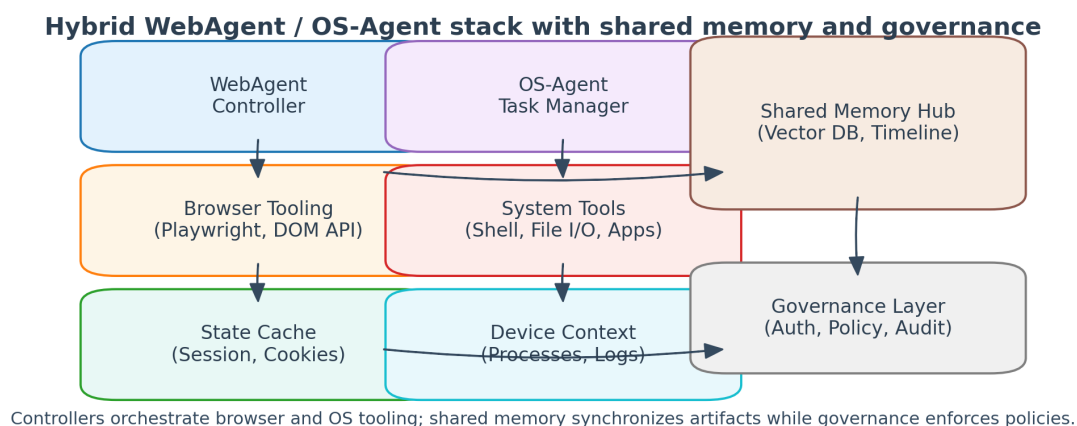 Hybrid WebAgent / OS-Agent stack with shared memory and governance
WebAgent
Controller
OS-Agent
Task Manager
Shared Memory Hub
(Vector DB, Timeline)
Browser Tooling
(Playwright, DOM API)
System Tools
(Shell, File I/O, Apps)
State Cache
(Session, Cookies)
Device Context
(Processes, Logs)
Governance Layer
(Auth, Policy, Audit)
Controllers orchestrate browser and OS tooling; shared memory synchronizes artifacts while governance enforces policies.